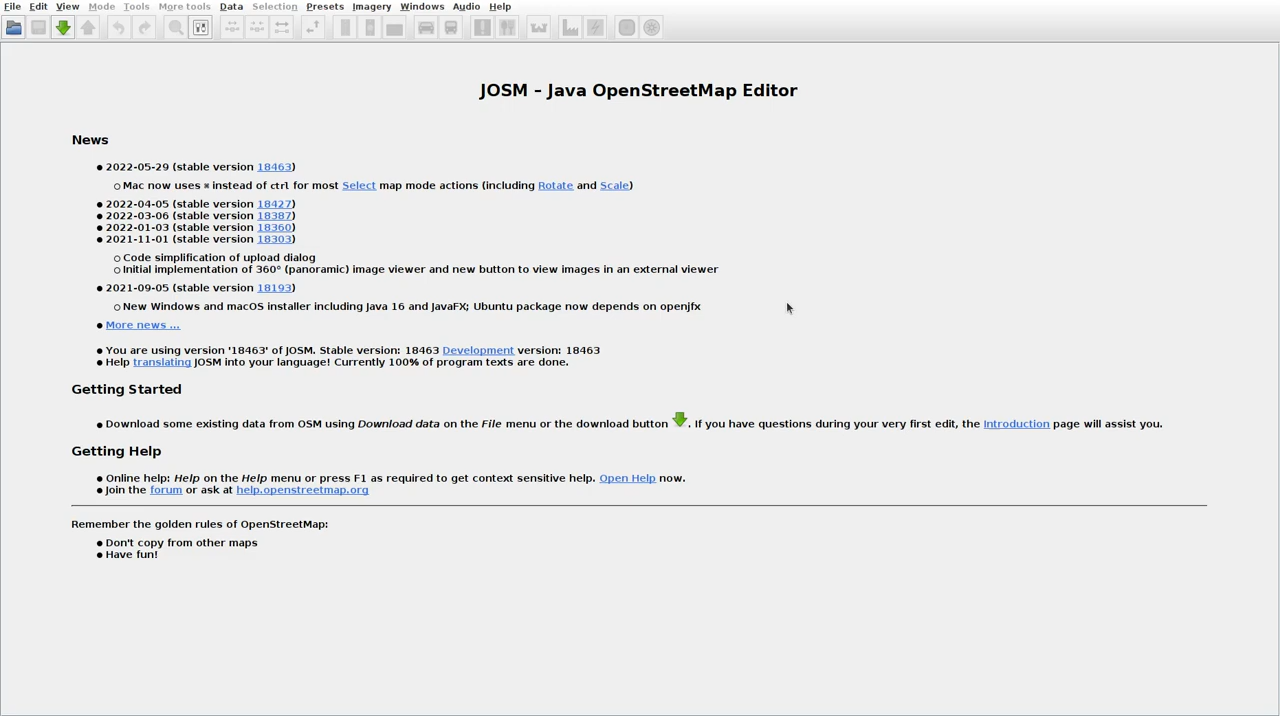 File Edit View Mode Tools More tools Data Selection Presets Imagery Windows Audio Help
JOSM – Java OpenStreetMap Editor
News
● 2022-05-29 (stable version 18463)
○ Mac now uses ⌘ instead of ctrl for most Select map mode actions (including Rotate and Scale)
● 2022-04-05 (stable version 18427)
● 2022-03-06 (stable version 18387)
● 2022-01-03 (stable version 18360)
● 2021-11-01 (stable version 18303)
○ Code simplification of upload dialog
○ Initial implementation of 360° (panoramic) image viewer and new button to view images in an external viewer
● 2021-09-05 (stable version 18193)
○ New Windows and macOS installer including Java 16 and JavaFX; Ubuntu package now depends on openjfx
● More news ...
● You are using version '18463' of JOSM. Stable version: 18463 Development version: 18463
● Help translating JOSM into your language! Currently 100% of program texts are done.
Getting Started
● Download some existing data from OSM using Download data on the File menu or the download button . If you have questions during your very first edit, the Introduction page will assist you.
Getting Help
● Online help: Help on the Help menu or press F1 as required to get context sensitive help. Open Help now.
● Join the forum or ask at help.openstreetmap.org
Remember the golden rules of OpenStreetMap:
● Don't copy from other maps
● Have fun!